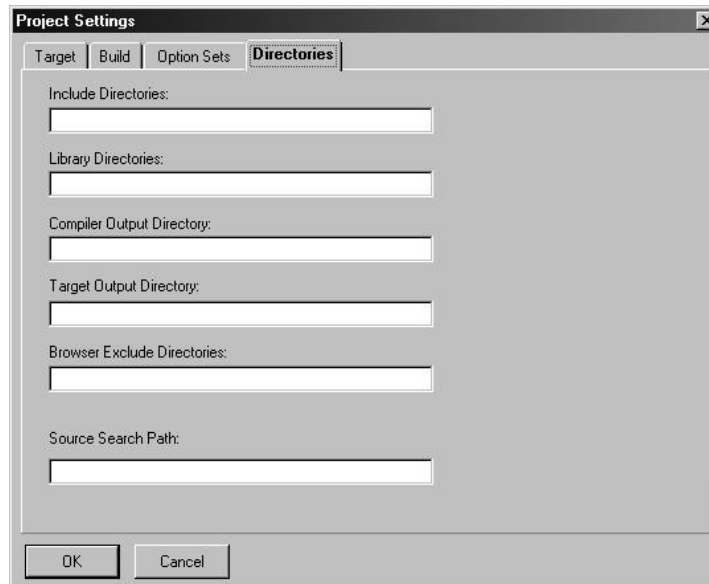 Project Settings
Target Build Option Sets Directories
Include Directories:
Library Directories:
Compiler Output Directory:
Target Output Directory:
Browser Exclude Directories:
Source Search Path:
OK Cancel